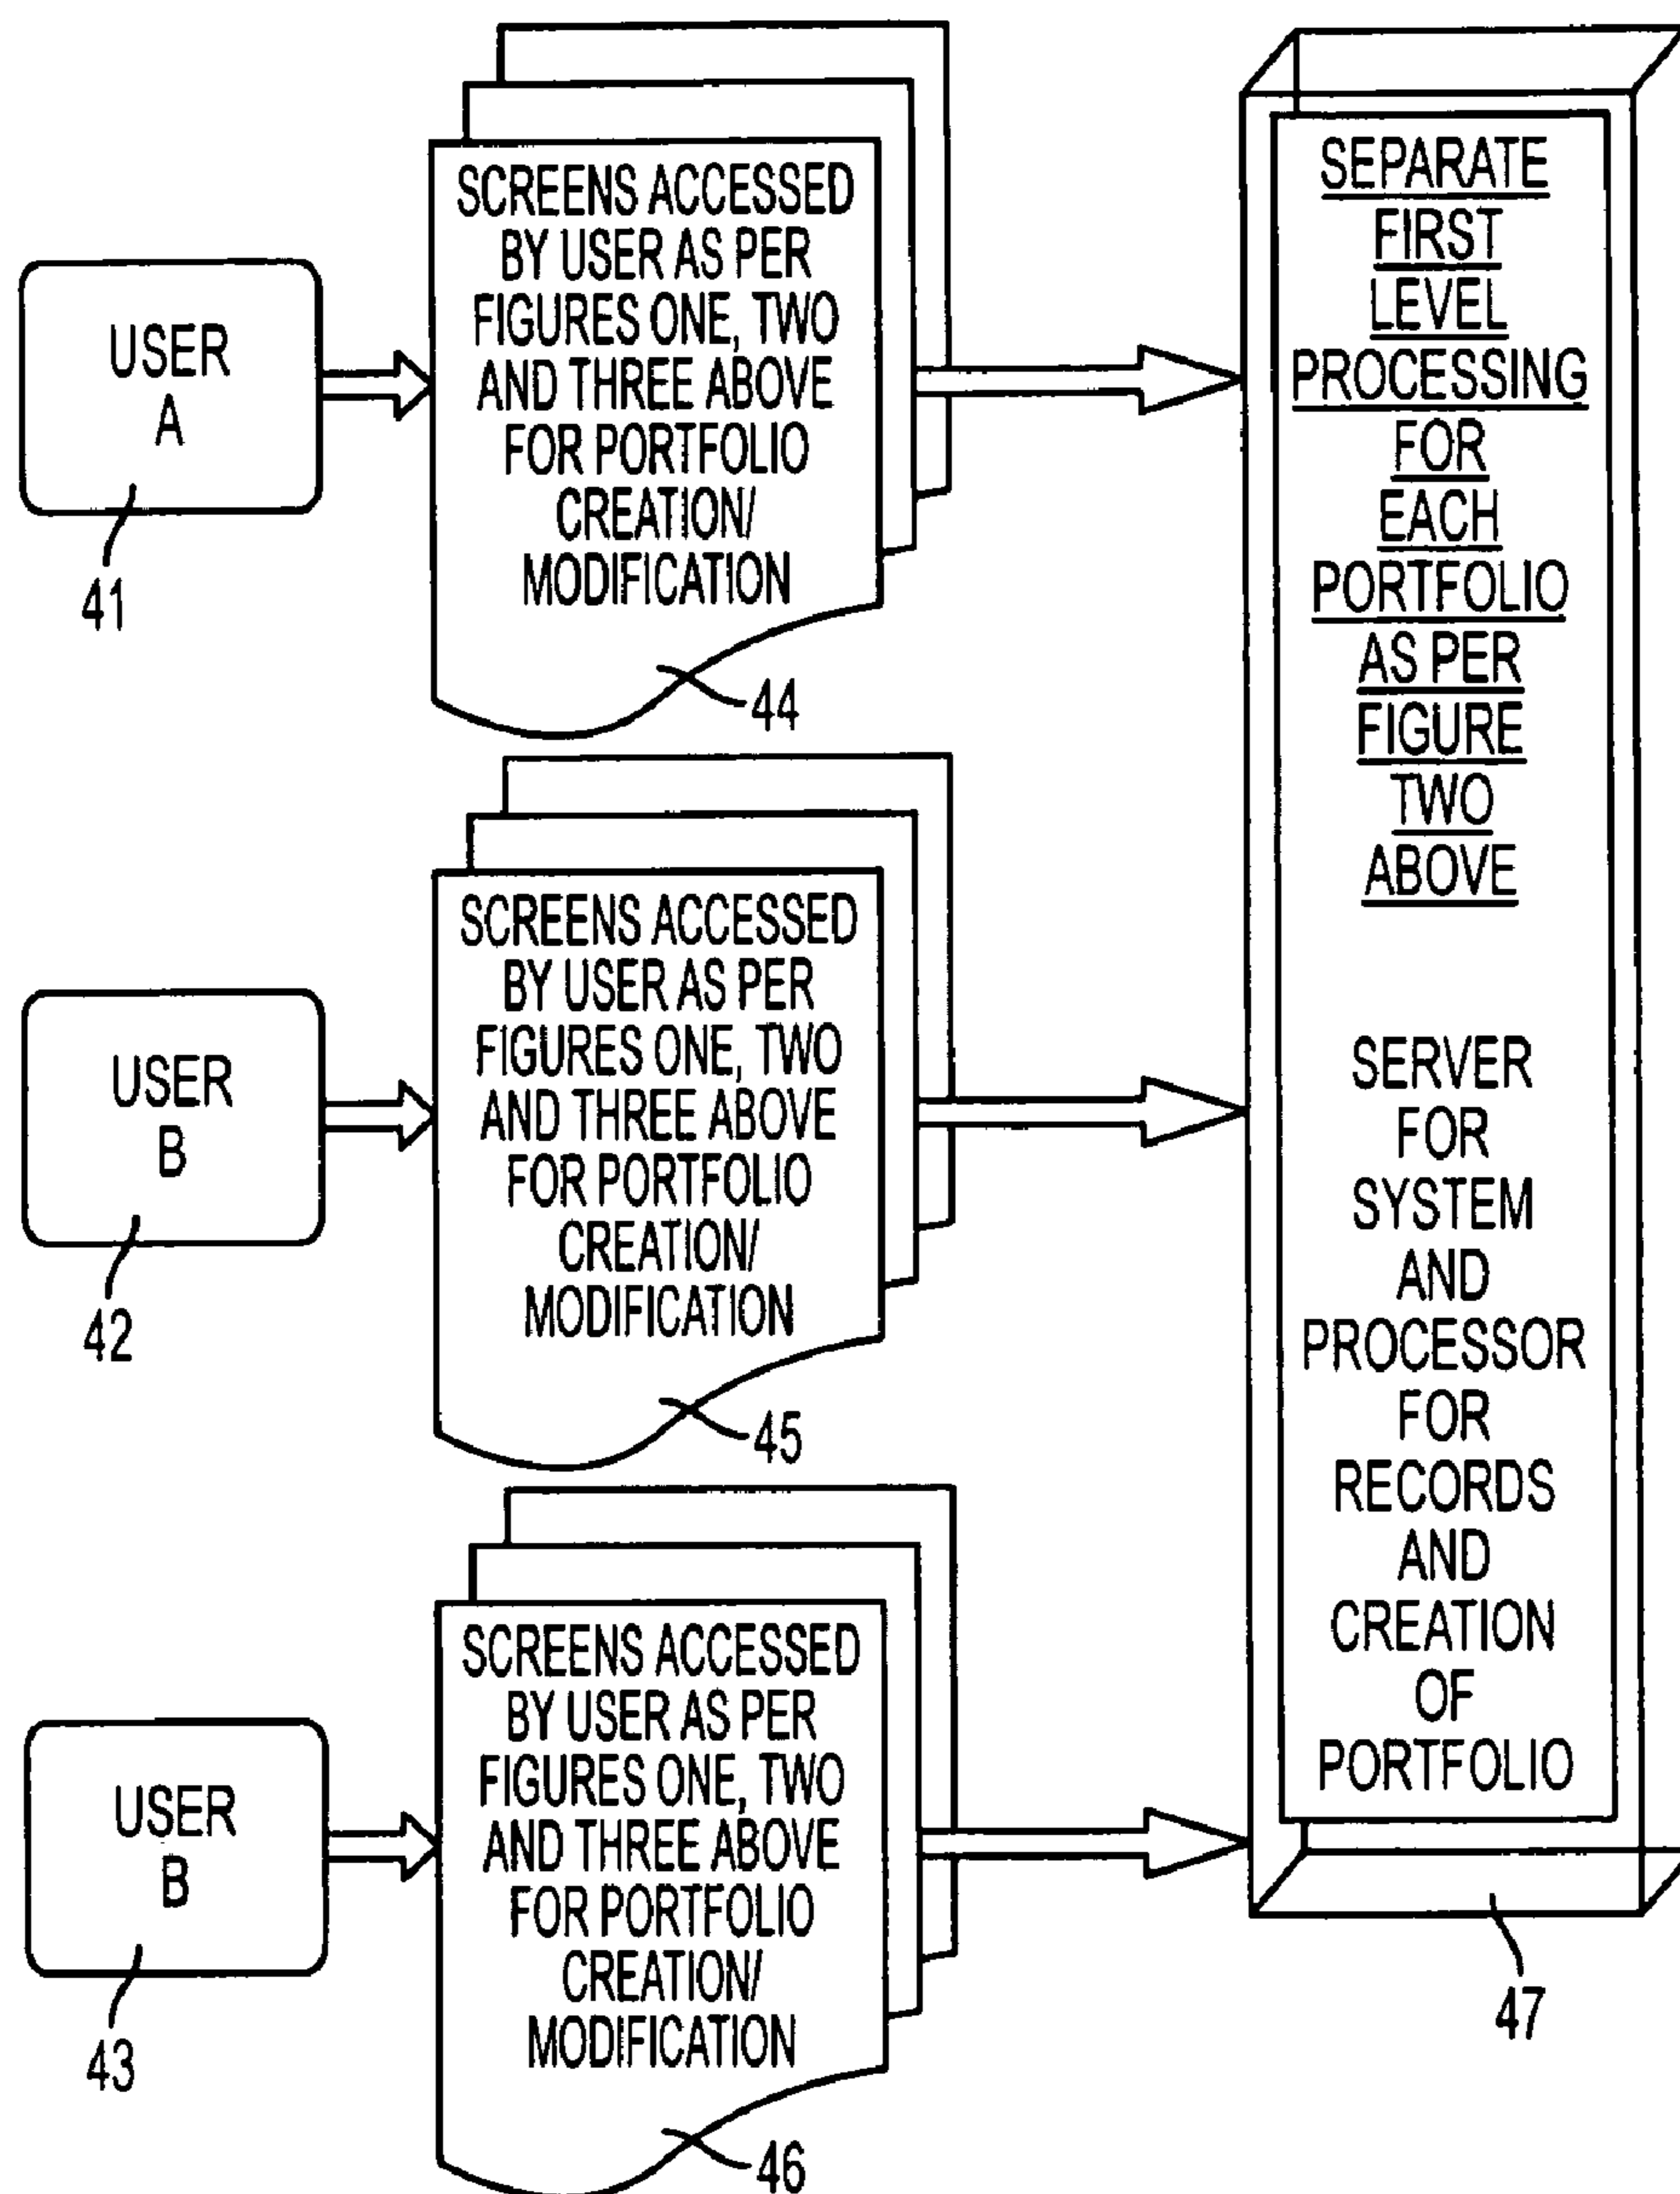 USER
A
41
SCREENS ACCESSED
BY USER AS PER
FIGURES ONE, TWO
AND THREE ABOVE
FOR PORTFOLIO
CREATION/
MODIFICATION
44
USER
B
42
SCREENS ACCESSED
BY USER AS PER
FIGURES ONE, TWO
AND THREE ABOVE
FOR PORTFOLIO
CREATION/
MODIFICATION
45
USER
B
43
SCREENS ACCESSED
BY USER AS PER
FIGURES ONE, TWO
AND THREE ABOVE
FOR PORTFOLIO
CREATION/
MODIFICATION
46
SEPARATE
FIRST
LEVEL
PROCESSING
FOR
EACH
PORTFOLIO
AS PER
FIGURE
TWO
ABOVE
SERVER
FOR
SYSTEM
AND
PROCESSOR
FOR
RECORDS
AND
CREATION
OF
PORTFOLIO
47